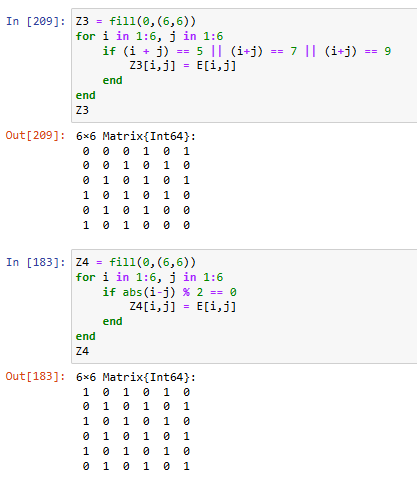 In [209]: Z3 = fill(0,(6,6))
for i in 1:6, j in 1:6
if (i + j) == 5 || (i+j) == 7 || (i+j) == 9
Z3[i,j] = E[i,j]
end
end
Z3
Out[209]: 6×6 Matrix{Int64}:
0 0 0 1 0 1
0 0 1 0 1 0
0 1 0 1 0 1
1 0 1 0 1 0
0 1 0 1 0 0
1 0 1 0 0 0
In [183]: Z4 = fill(0,(6,6))
for i in 1:6, j in 1:6
if abs(i-j) % 2 == 0
Z4[i,j] = E[i,j]
end
end
Z4
Out[183]: 6×6 Matrix{Int64}:
1 0 1 0 1 0
0 1 0 1 0 1
1 0 1 0 1 0
0 1 0 1 0 1
1 0 1 0 1 0
0 1 0 1 0 1